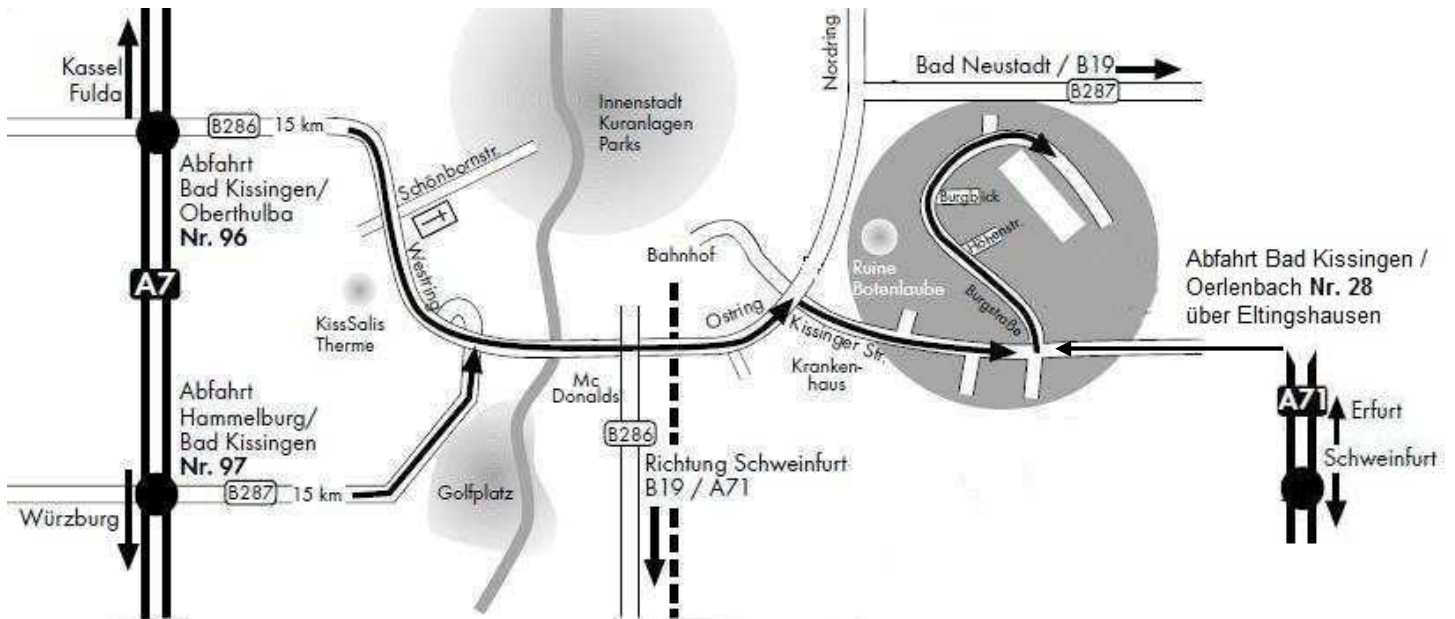 Kassel
Fulda
B286
15 km
Abfahrt
Bad Kissingen/
Oberthulba
Nr. 96
A7
Abfahrt
Hammelburg/
Bad Kissingen
Nr. 97
B287
15 km
Würzburg
Schönbornstr.
Westring
KissSalis
Therme
Innenstadt
Kuranlagen
Parks
Golfplatz
Mc
Donalds
B286
Richtung Schweinfurt
B19 / A71
Bahnhof
Ostring
Nordring
Kissinger Str.
Kranken-
haus
Bad Neustadt / B19
B287
Burgblick
Höhenstr.
Burgstraße
Ruine
Botenlaube
Abfahrt Bad Kissingen /
Oerlenbach Nr. 28
über Eltingshausen
A71
Erfurt
Schweinfurt